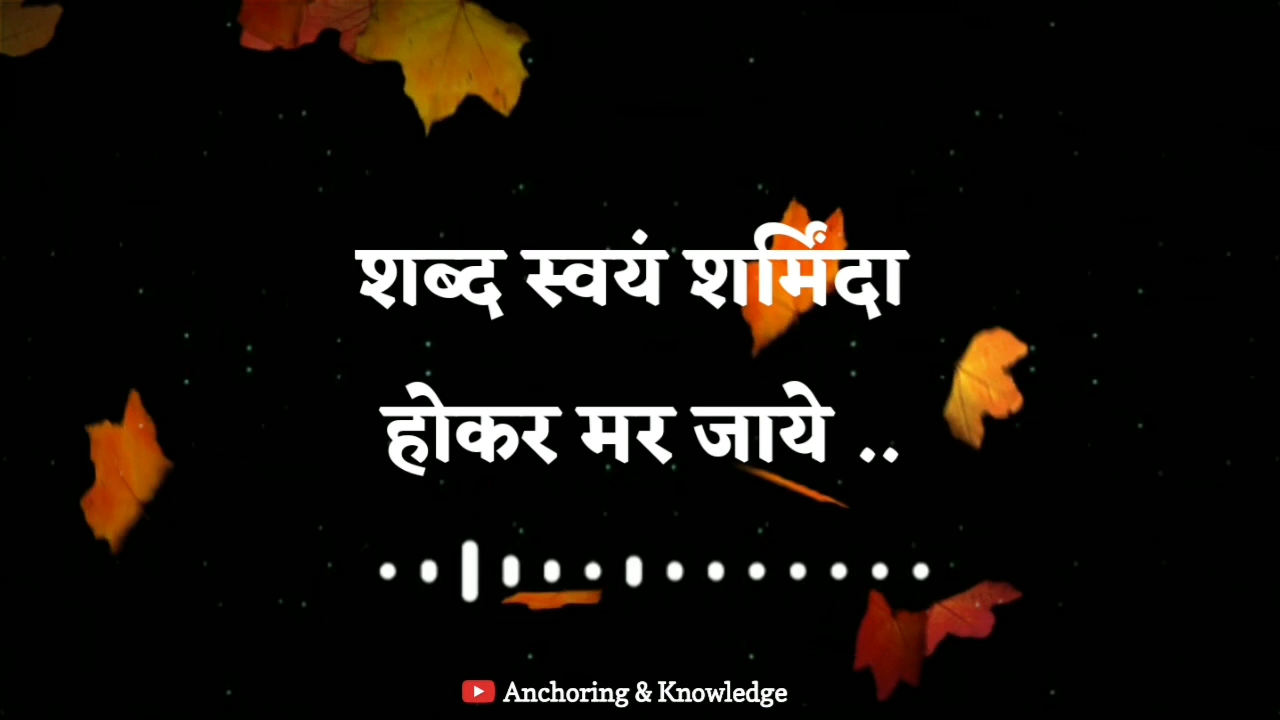 शब्द स्वयं शर्मिंदा
होकर मर जाये ..
Anchoring & Knowledge